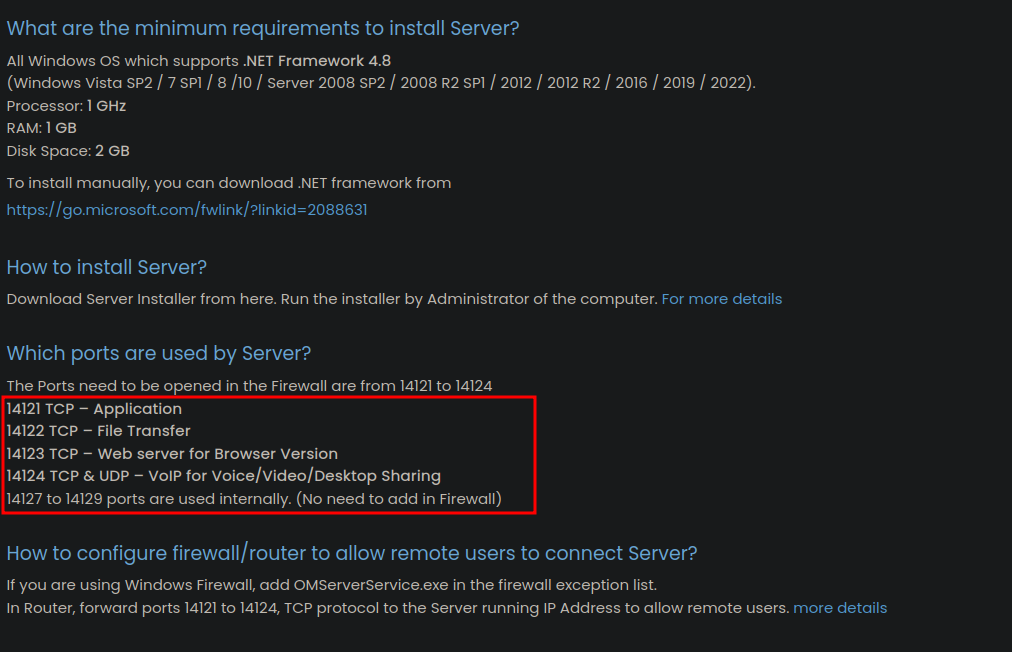 What are the minimum requirements to install Server?
All Windows OS which supports .NET Framework 4.8
(Windows Vista SP2 / 7 SP1 / 8 /10 / Server 2008 SP2 / 2008 R2 SP1 / 2012 / 2012 R2 / 2016 / 2019 / 2022).
Processor: 1 GHz
RAM: 1 GB
Disk Space: 2 GB
To install manually, you can download .NET framework from
https://go.microsoft.com/fwlink/?linkid=2088631
How to install Server?
Download Server Installer from here. Run the installer by Administrator of the computer. For more details
Which ports are used by Server?
The Ports need to be opened in the Firewall are from 14121 to 14124
14121 TCP – Application
14122 TCP – File Transfer
14123 TCP – Web server for Browser Version
14124 TCP & UDP – VoIP for Voice/Video/Desktop Sharing
14127 to 14129 ports are used internally. (No need to add in Firewall)
How to configure firewall/router to allow remote users to connect Server?
If you are using Windows Firewall, add OMServerService.exe in the firewall exception list.
In Router, forward ports 14121 to 14124, TCP protocol to the Server running IP Address to allow remote users. more details